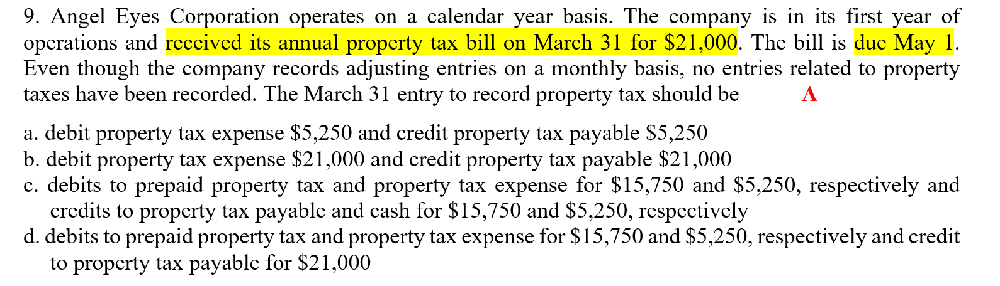 9. Angel Eyes Corporation operates on a calendar year basis. The company is in its first year of
operations and received its annual property tax bill on March 31 for $21,000. The bill is due May 1.
Even though the company records adjusting entries on a monthly basis, no entries related to property
taxes have been recorded. The March 31 entry to record property tax should be A
a. debit property tax expense $5,250 and credit property tax payable $5,250
b. debit property tax expense $21,000 and credit property tax payable $21,000
c. debits to prepaid property tax and property tax expense for $15,750 and $5,250, respectively and
credits to property tax payable and cash for $15,750 and $5,250, respectively
d. debits to prepaid property tax and property tax expense for $15,750 and $5,250, respectively and credit
to property tax payable for $21,000